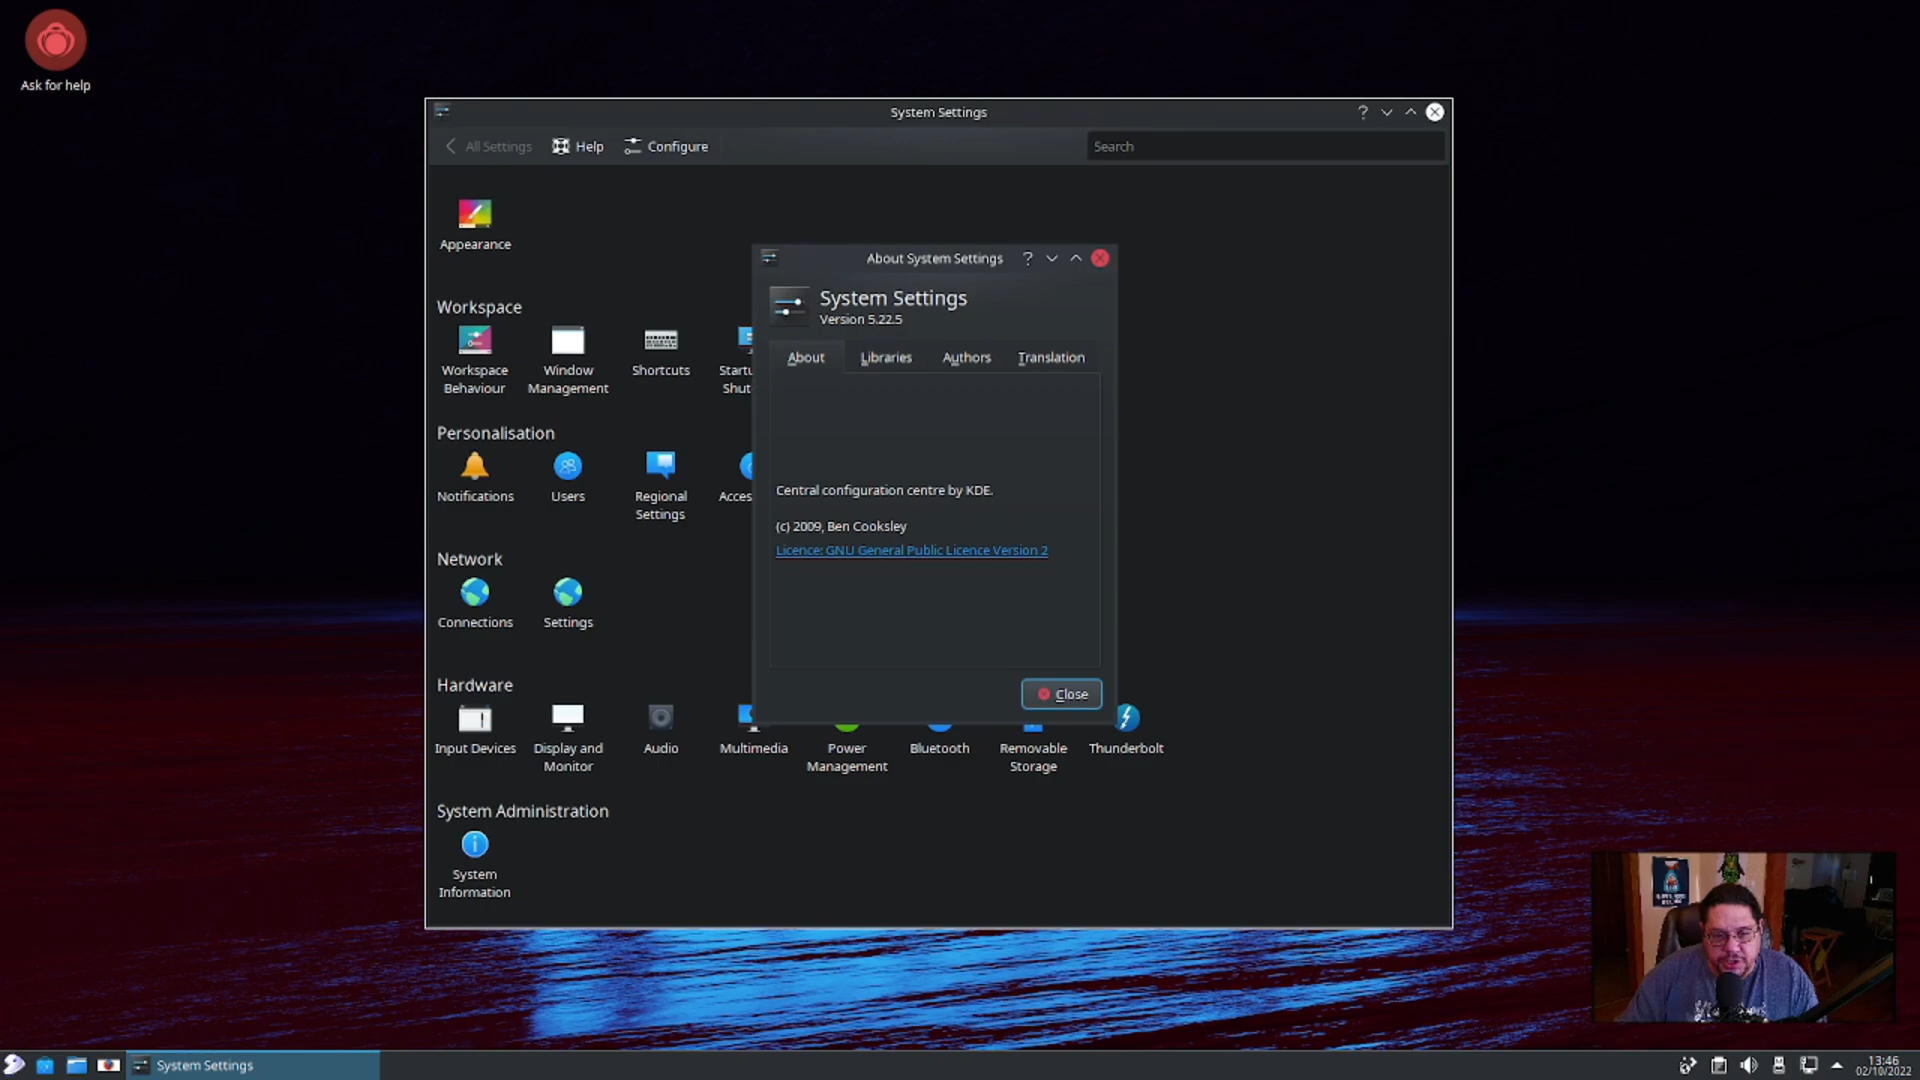 Ask for help
System Settings
All Settings
Help
Configure
Search
Appearance
Workspace
Workspace
Behaviour
Window
Management
Shortcuts
Startu
Shut
Personalisation
Notifications
Users
Regional
Settings
Acces
Network
Connections
Settings
Hardware
Input Devices
Display and
Monitor
Audio
Multimedia
Power
Management
Bluetooth
Removable
Storage
Thunderbolt
System Administration
System
Information
About System Settings
System Settings
Version 5.22.5
About
Libraries
Authors
Translation
Central configuration centre by KDE.
(c) 2009, Ben Cooksley
Licence: GNU General Public Licence Version 2
Close
System Settings
13:46
02/10/2022